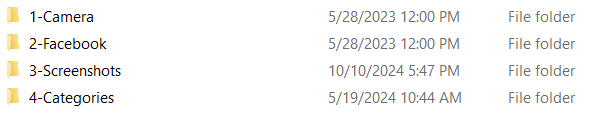 1-Camera 5/28/2023 12:00 PM File folder
2-Facebook 5/28/2023 12:00 PM File folder
3-Screenshots 10/10/2024 5:47 PM File folder
4-Categories 5/19/2024 10:44 AM File folder